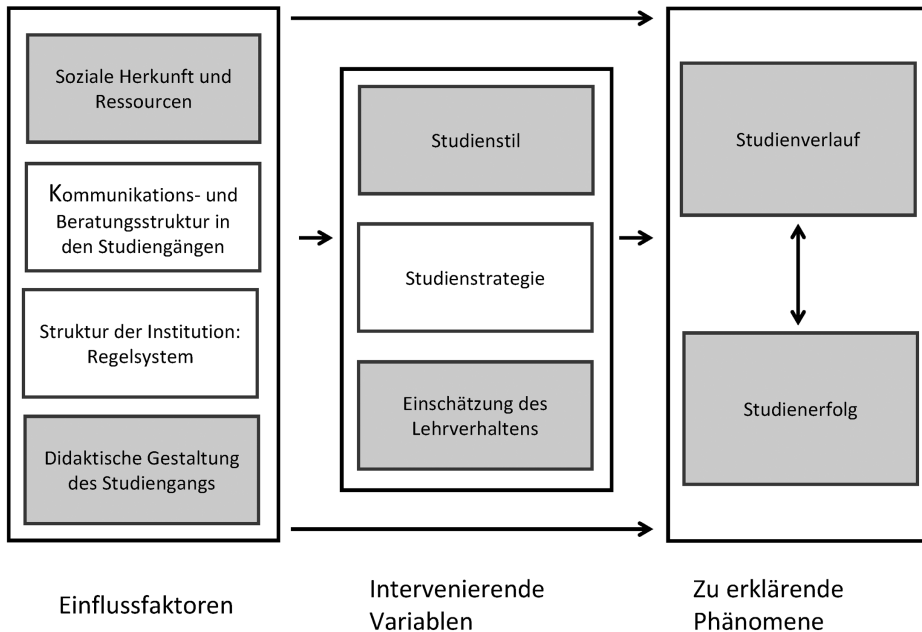 Soziale Herkunft und
Ressourcen
Kommunikations- und
Beratungsstruktur in
den Studiengängen
Struktur der Institution:
Regelsystem
Didaktische Gestaltung
des Studiengangs
Studienstil
Studienstrategie
Einschätzung des
Lehrverhaltens
Studienverlauf
Studienerfolg
Einflussfaktoren
Intervenierende
Variablen
Zu erklärende
Phänomene